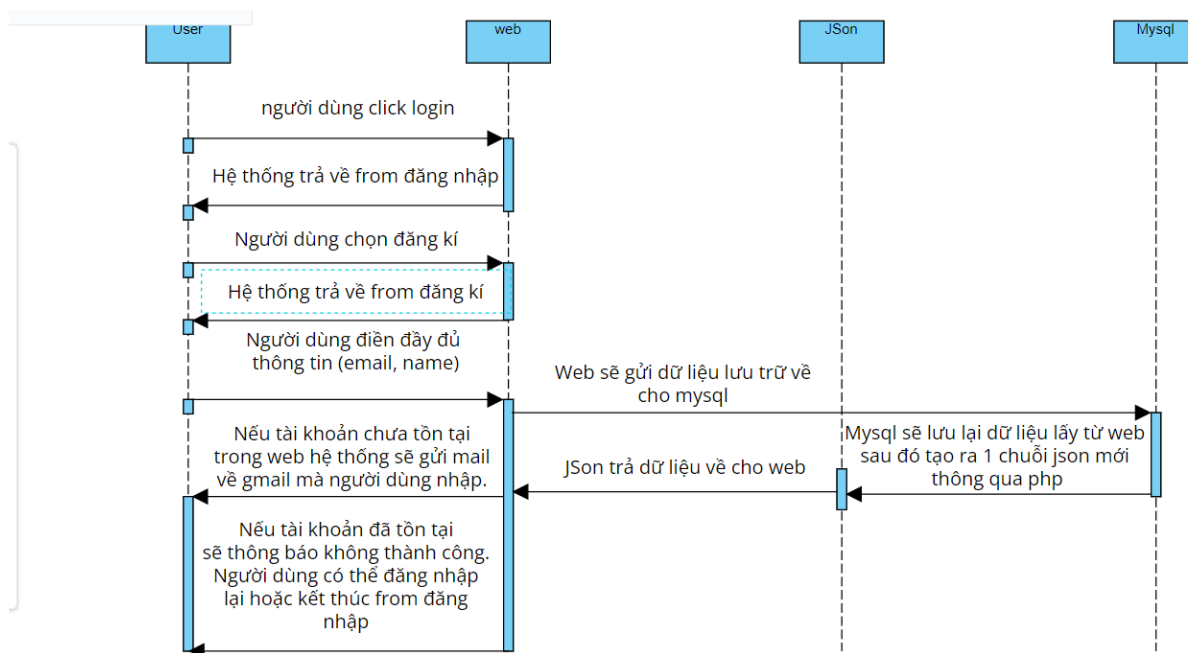 User
web
JSon
Mysql
người dùng click login
Hệ thống trả về from đăng nhập
Người dùng chọn đăng kí
Hệ thống trả về from đăng kí
Người dùng điền đầy đủ
thông tin (email, name)
Web sẽ gửi dữ liệu lưu trữ về
cho mysql
Nếu tài khoản chưa tồn tại
trong web hệ thống sẽ gửi mail
về gmail mà người dùng nhập.
JSon trả dữ liệu về cho web
Mysql sẽ lưu lại dữ liệu lấy từ web
sau đó tạo ra 1 chuỗi json mới
thông qua php
Nếu tài khoản đã tồn tại
sẽ thông báo không thành công.
Người dùng có thể đăng nhập
lại hoặc kết thúc from đăng
nhập